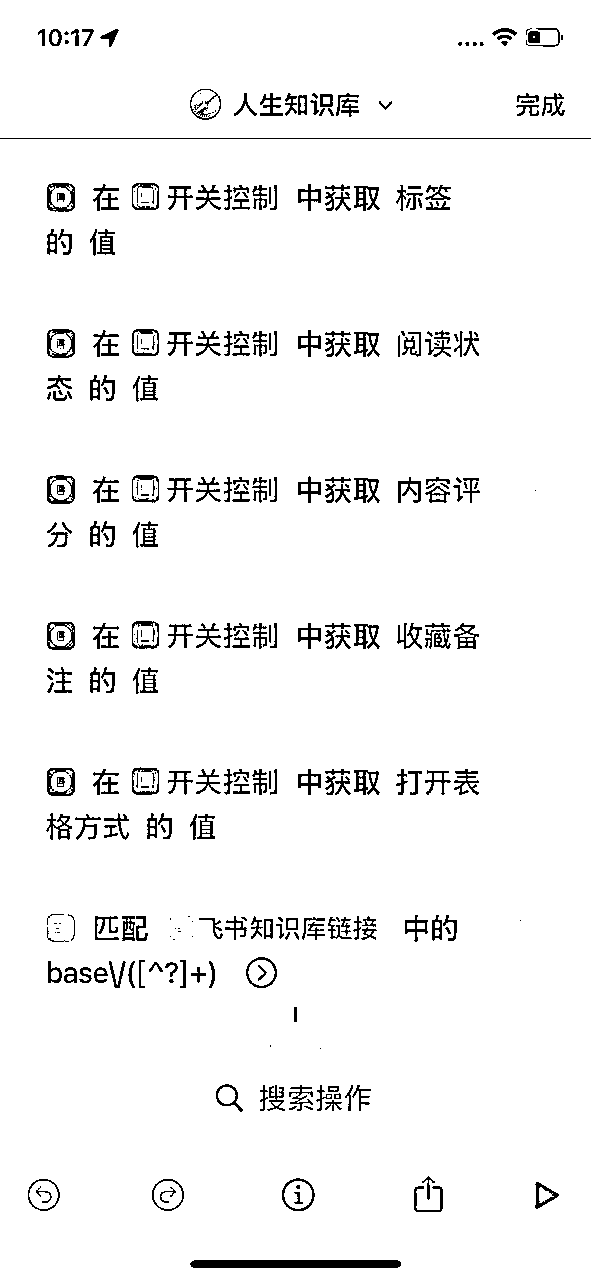 10:17
人生知识库
完成
在 开关控制 中获取 标签
的 值
在 开关控制 中获取 阅读状
态 的 值
在 开关控制 中获取 内容评
分 的 值
在 开关控制 中获取 收藏备
注 的 值
在 开关控制 中获取 打开表
格方式 的 值
匹配 飞书知识库链接 中的
base\/([^?]+)
搜索操作